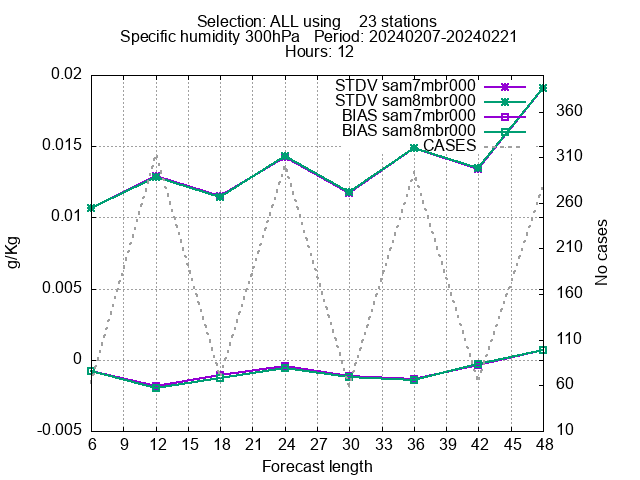 Selection: ALL using    23 stations
Specific humidity 300hPa   Period: 20240207-20240221
Hours: 12
STDV sam7mbr000
STDV sam8mbr000
BIAS sam7mbr000
BIAS sam8mbr000
CASES
g/Kg
0.02
0.015
0.01
0.005
0
-0.005
No cases
360
310
260
210
160
110
60
10
6 9 12 15 18 21 24 27 30 33 36 39 42 45 48
Forecast length